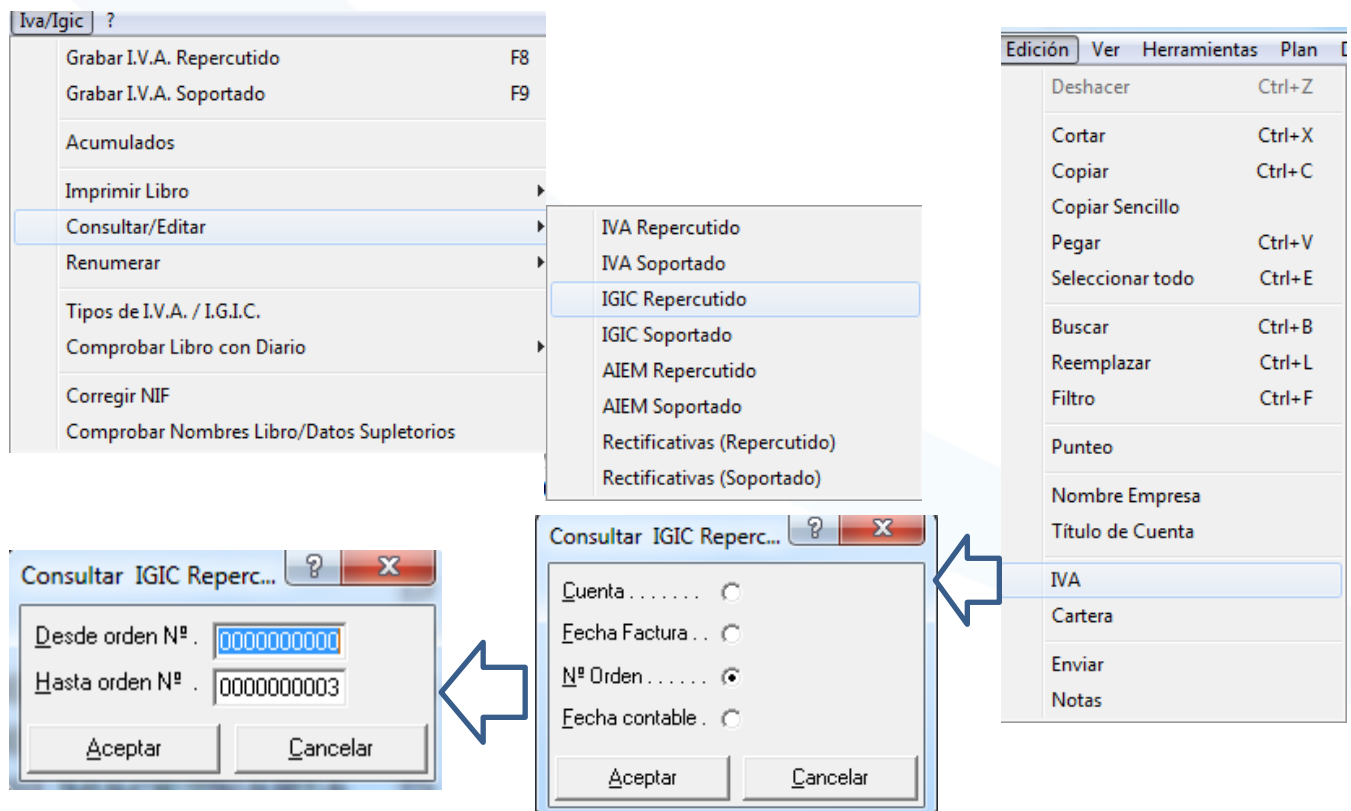 Iva/Igic ?
Grabar I.V.A. Repercutido F8
Grabar I.V.A. Soportado F9
Acumulados
Imprimir Libro
Consultar/Editar
Renumerar
Tipos de I.V.A. / I.G.I.C.
Comprobar Libro con Diario
Corregir NIF
Comprobar Nombres Libro/Datos Supletorios
IVA Repercutido
IVA Soportado
IGIC Repercutido
IGIC Soportado
AIEM Repercutido
AIEM Soportado
Rectificativas (Repercutido)
Rectificativas (Soportado)
Edición Ver Herramientas Plan
Deshacer Ctrl+Z
Cortar Ctrl+X
Copiar Ctrl+C
Copiar Sencillo
Pegar Ctrl+V
Seleccionar todo Ctrl+E
Buscar Ctrl+B
Reemplazar Ctrl+L
Filtro Ctrl+F
Punteo
Nombre Empresa
Título de Cuenta
IVA
Cartera
Enviar
Notas
Consultar IGIC Reperc... ? X
Cuenta . . . . . . .
Fecha Factura . .
Nº Orden . . . . . .
Fecha contable .
Aceptar Cancelar
Consultar IGIC Reperc... ? X
Desde orden Nº . 0000000000
Hasta orden Nº . 0000000003
Aceptar Cancelar